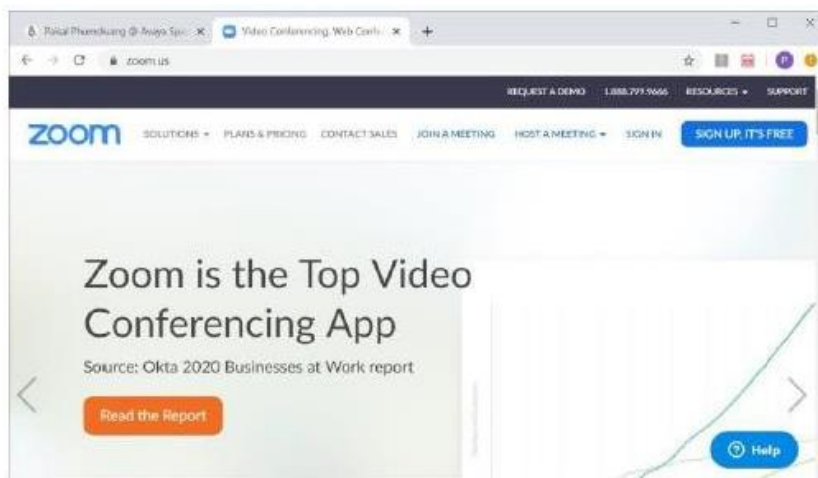 Video Conferencing, Web Confe
zoom.us
REQUEST A DEMO 1.888.799.9666 RESOURCES SUPPORT
zoom SOLUTIONS PLANS & PRICING CONTACT SALES JOIN A MEETING HOST A MEETING SIGN IN SIGN UP, IT'S FREE
Zoom is the Top Video
Conferencing App
Source: Okta 2020 Businesses at Work report
Read the Report
Help